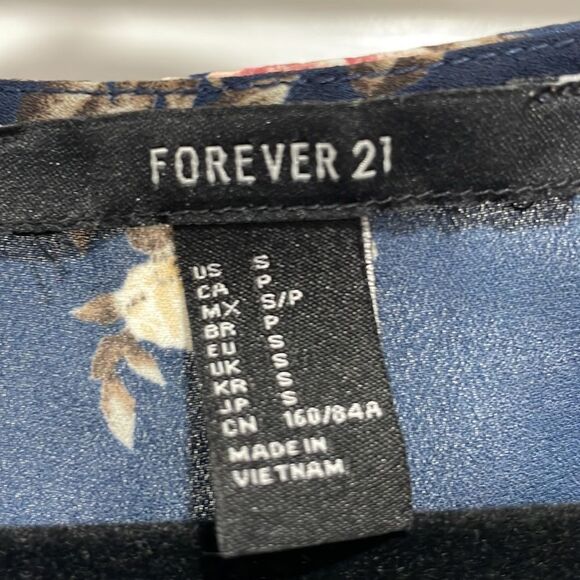 FOREVER 21
US S
CA P
MX S/P
BR P
EU S
UK S
KR S
JP S
CN 160/84A
MADE IN
VIETNAM